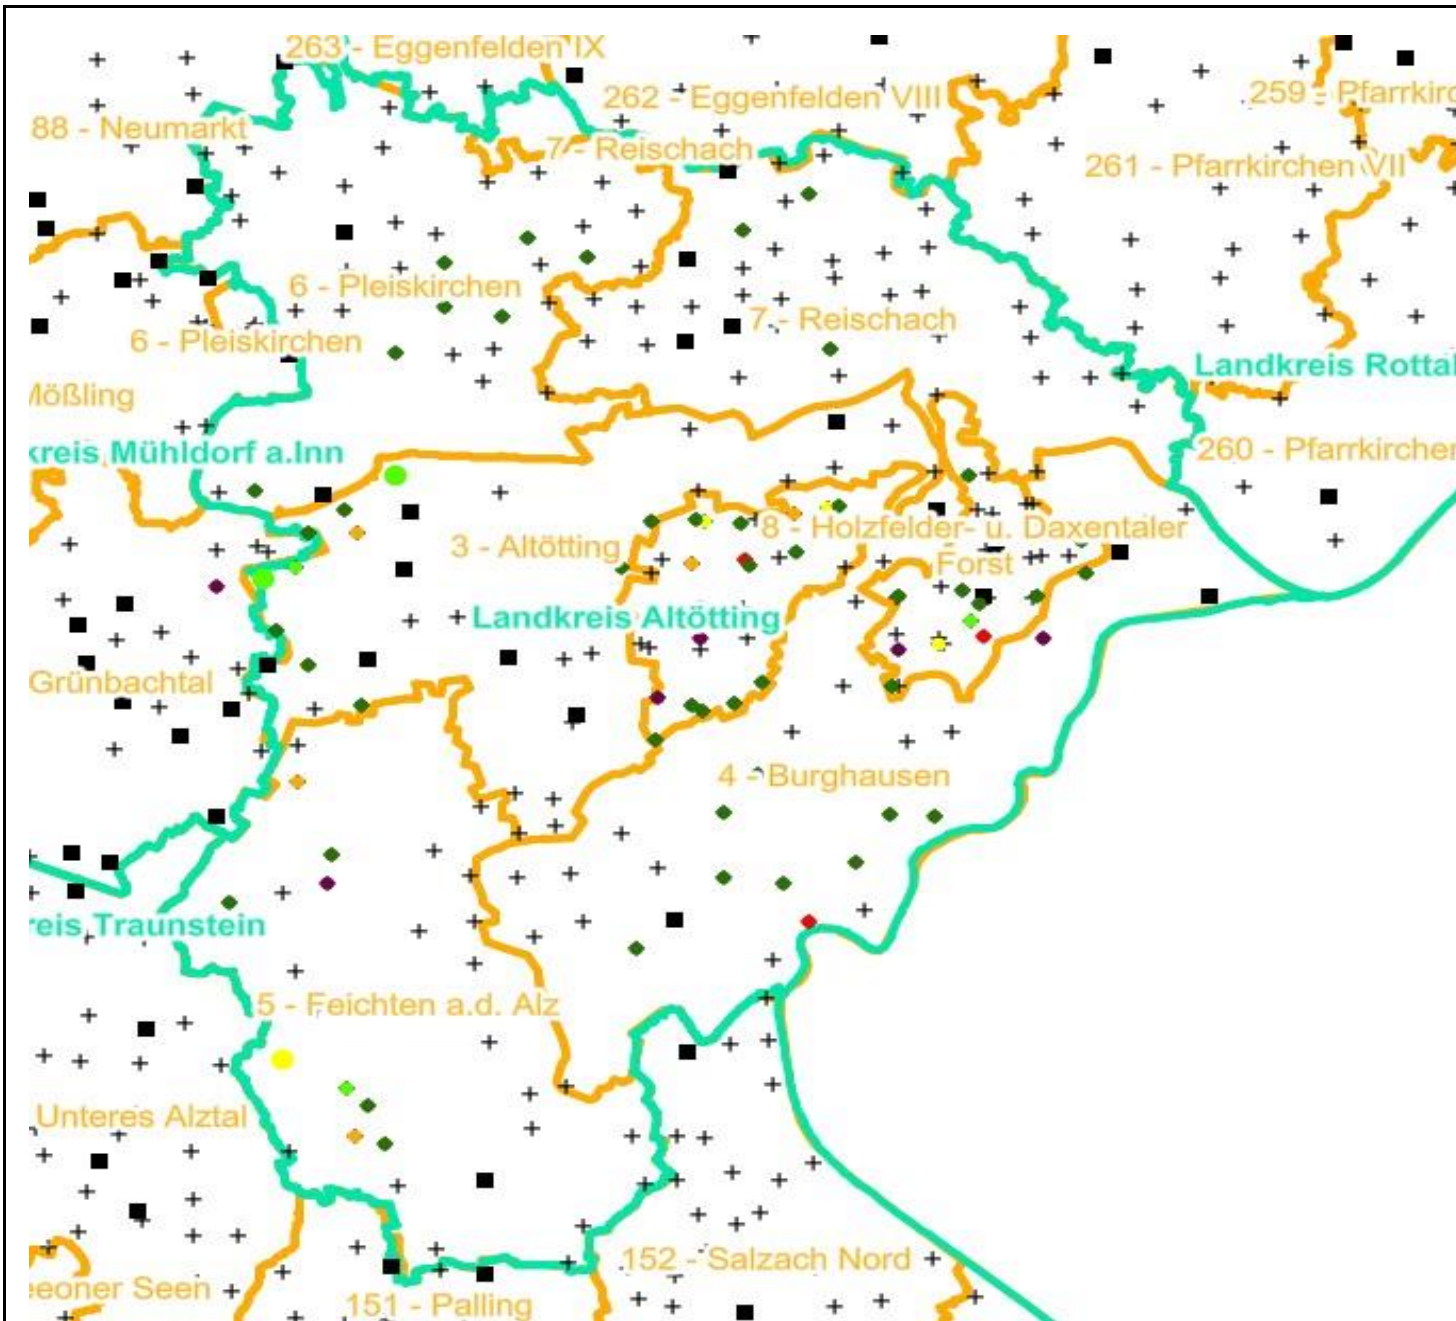 263 - Eggenfelden IX
262 - Eggenfelden VIII
259 - Pfarrkirc
88 - Neumarkt
7 - Reischach
261 - Pfarrkirchen VII
6 - Pleiskirchen
7 - Reischach
6 - Pleiskirchen
Landkreis Rottal
Mößling
kreis Mühldorf a.Inn
260 - Pfarrkirchen
8 - Holzfelder- u. Daxentaler
Forst
3 - Altötting
Landkreis Altötting
Grünbachtal
4 - Burghausen
reis Traunstein
5 - Feichten a.d. Alz
Unteres Alztal
152 - Salzach Nord
eeoner Seen
151 - Palling